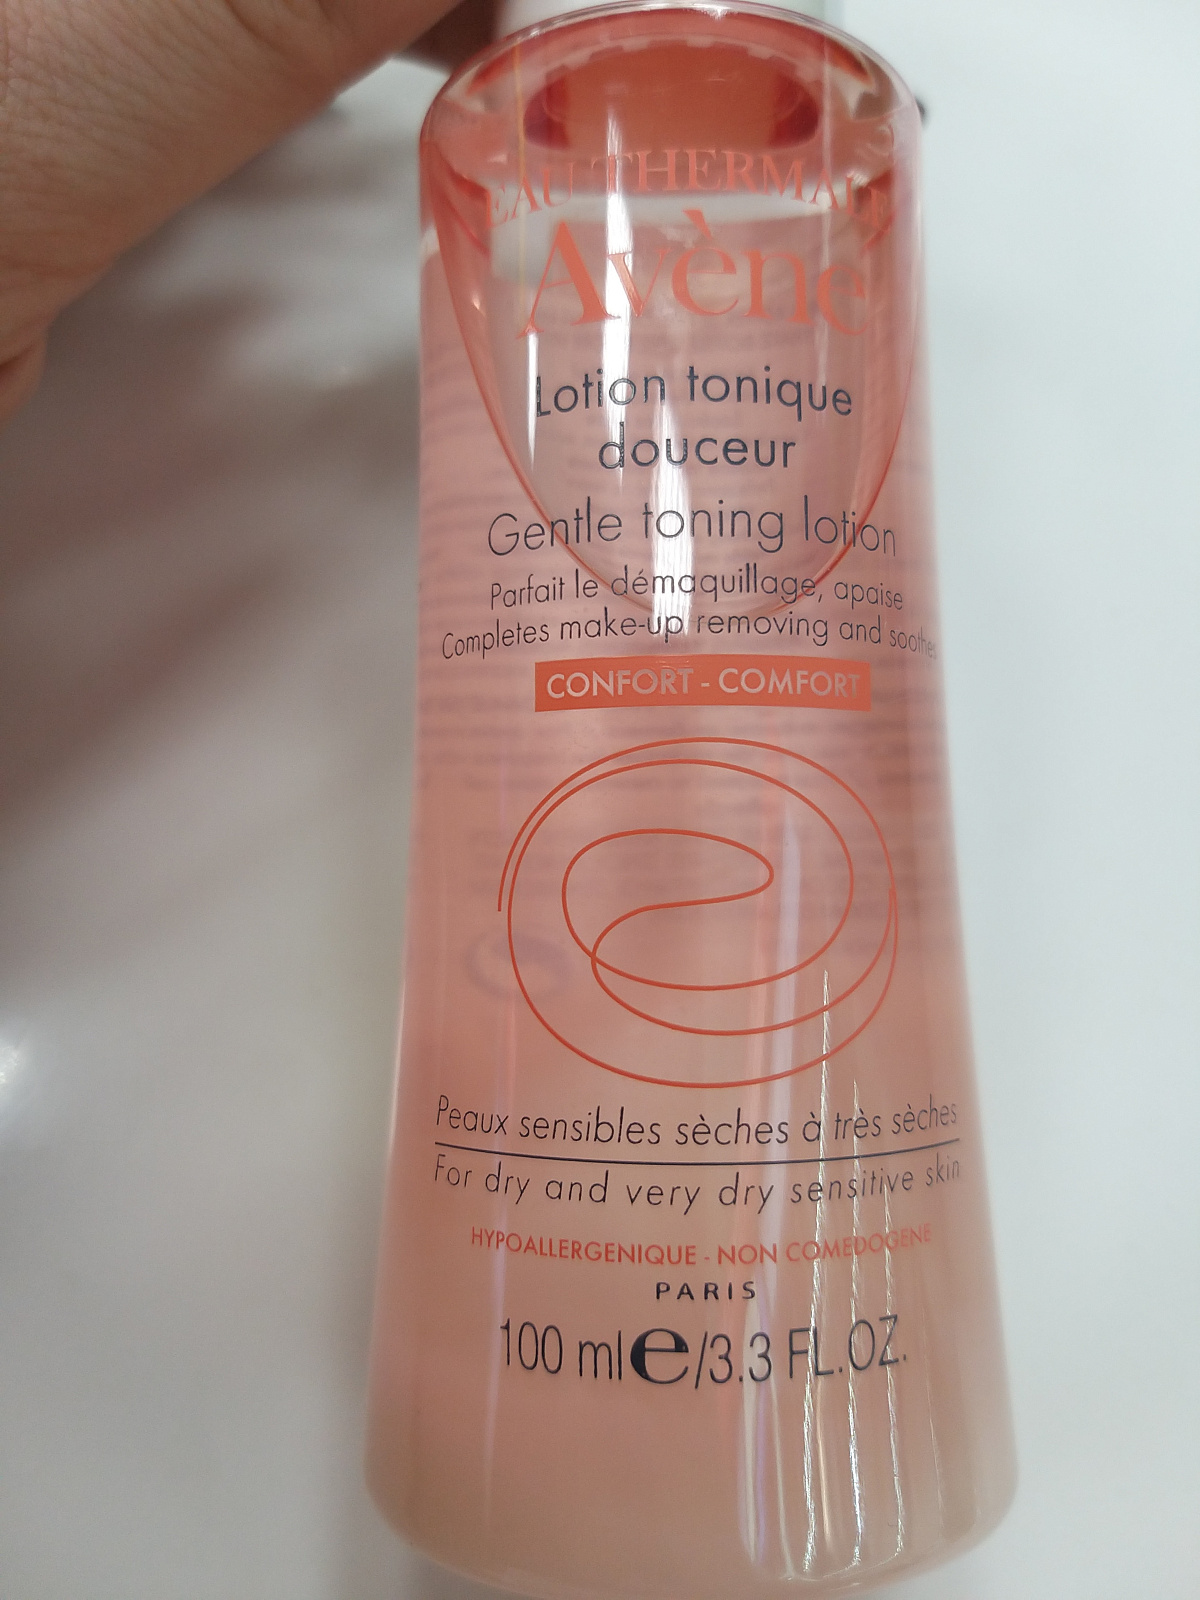 EAU THERMALE
Avène
Lotion tonique
douceur
Gentle toning lotion
Parfait le démaquillage, apaise
Completes make-up removing and soothes
CONFORT - COMFORT
Peaux sensibles sèches à très sèches
For dry and very dry sensitive skin
HYPOALLERGENIQUE - NON COMEDOGENE
PARIS
100 ml e/3.3 FL.OZ.